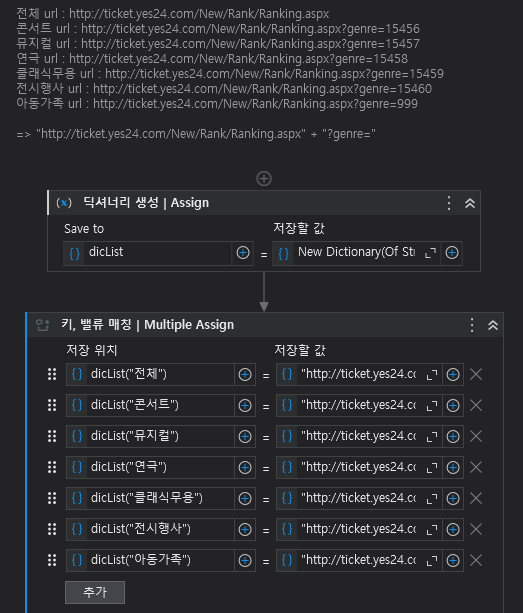 전체 url : http://ticket.yes24.com/New/Rank/Ranking.aspx
콘서트 url : http://ticket.yes24.com/New/Rank/Ranking.aspx?genre=15456
뮤지컬 url : http://ticket.yes24.com/New/Rank/Ranking.aspx?genre=15457
연극 url : http://ticket.yes24.com/New/Rank/Ranking.aspx?genre=15458
클래식무용 url : http://ticket.yes24.com/New/Rank/Ranking.aspx?genre=15459
전시행사 url : http://ticket.yes24.com/New/Rank/Ranking.aspx?genre=15460
아동가족 url : http://ticket.yes24.com/New/Rank/Ranking.aspx?genre=999
=> "http://ticket.yes24.com/New/Rank/Ranking.aspx" + "?genre="
딕셔너리 생성 | Assign
Save to 저장할 값
dicList = New Dictionary(Of Str
키, 밸류 매칭 | Multiple Assign
저장 위치 저장할 값
dicList("전체") = "http://ticket.yes24.co
dicList("콘서트") = "http://ticket.yes24.co
dicList("뮤지컬") = "http://ticket.yes24.co
dicList("연극") = "http://ticket.yes24.co
dicList("클래식무용") = "http://ticket.yes24.co
dicList("전시행사") = "http://ticket.yes24.co
dicList("아동가족") = "http://ticket.yes24.co
추가